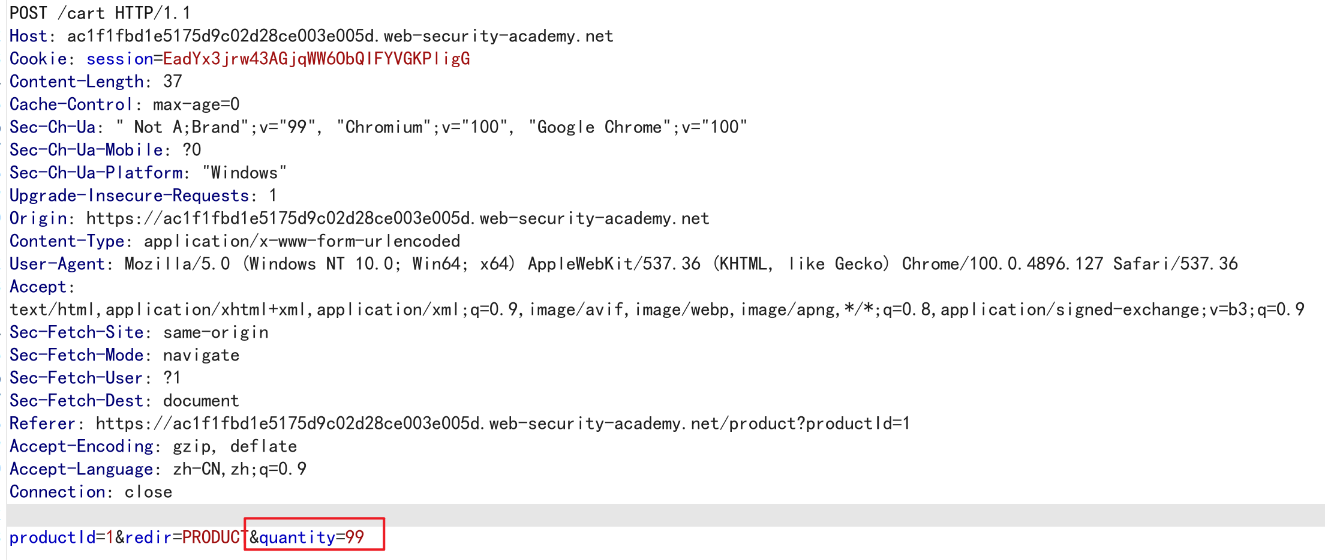 POST /cart HTTP/1.1
Host: ac1f1fbd1e5175d9c02d28ce003e005d.web-security-academy.net
Cookie: session=EadYx3jrw43AGjqWW6ObQIFYVGKPligG
Content-Length: 37
Cache-Control: max-age=0
Sec-Ch-Ua: " Not A;Brand";v="99", "Chromium";v="100", "Google Chrome";v="100"
Sec-Ch-Ua-Mobile: ?0
Sec-Ch-Ua-Platform: "Windows"
Upgrade-Insecure-Requests: 1
Origin: https://ac1f1fbd1e5175d9c02d28ce003e005d.web-security-academy.net
Content-Type: application/x-www-form-urlencoded
User-Agent: Mozilla/5.0 (Windows NT 10.0; Win64; x64) AppleWebKit/537.36 (KHTML, like Gecko) Chrome/100.0.4896.127 Safari/537.36
Accept:
text/html,application/xhtml+xml,application/xml;q=0.9,image/avif,image/webp,image/apng,*/*;q=0.8,application/signed-exchange;v=b3;q=0.9
Sec-Fetch-Site: same-origin
Sec-Fetch-Mode: navigate
Sec-Fetch-User: ?1
Sec-Fetch-Dest: document
Referer: https://ac1f1fbd1e5175d9c02d28ce003e005d.web-security-academy.net/product?productId=1
Accept-Encoding: gzip, deflate
Accept-Language: zh-CN,zh;q=0.9
Connection: close
productId=1&redir=PRODUCT&quantity=99